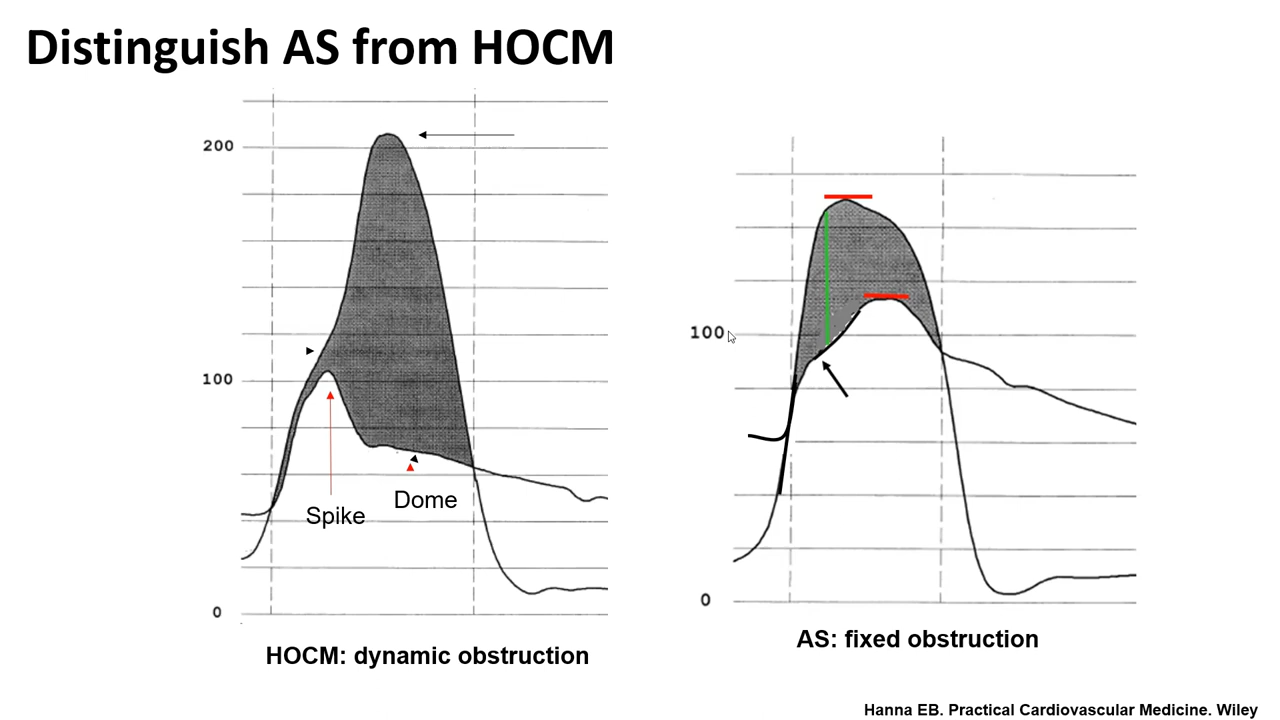 Distinguish AS from HOCM
200
100
0
Spike
Dome
HOCM: dynamic obstruction
100
0
AS: fixed obstruction
Hanna EB. Practical Cardiovascular Medicine. Wiley